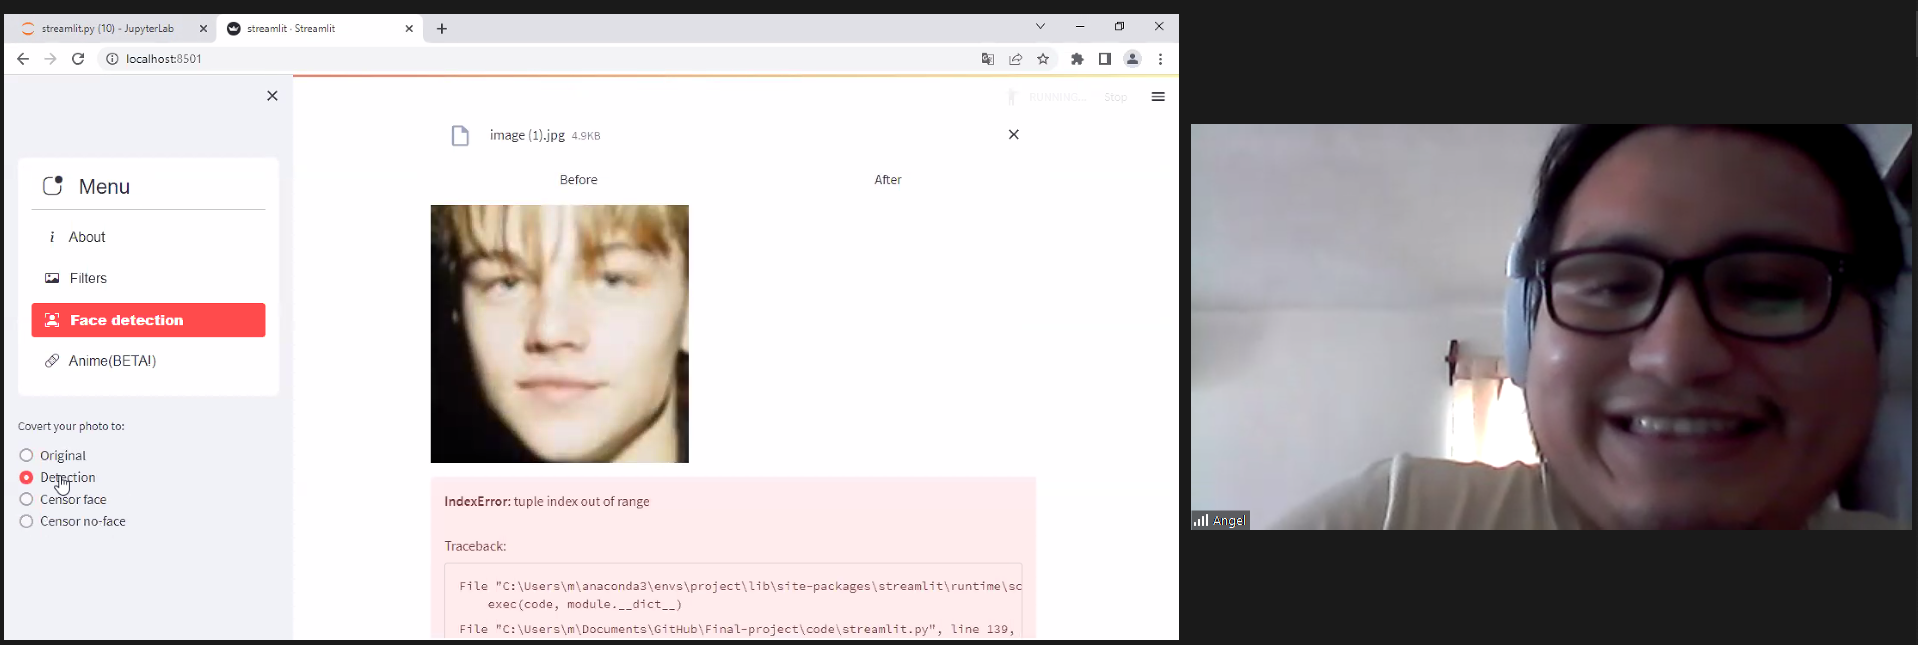 streamlit.py (10) - JupyterLab
streamlit · Streamlit
localhost:8501
RUNNING...
Stop
image (1).jpg 4.9KB
Before
After
Menu
i About
Filters
Face detection
Anime(BETA!)
Covert your photo to:
Original
Detection
Censor face
Censor no-face
IndexError: tuple index out of range
Traceback:
File "C:\Users\m\anaconda3\envs\project\lib\site-packages\streamlit\runtime\sc
exec(code, module.__dict__)
File "C:\Users\m\Documents\GitHub\Final-project\code\streamlit.py", line 139,
Angel